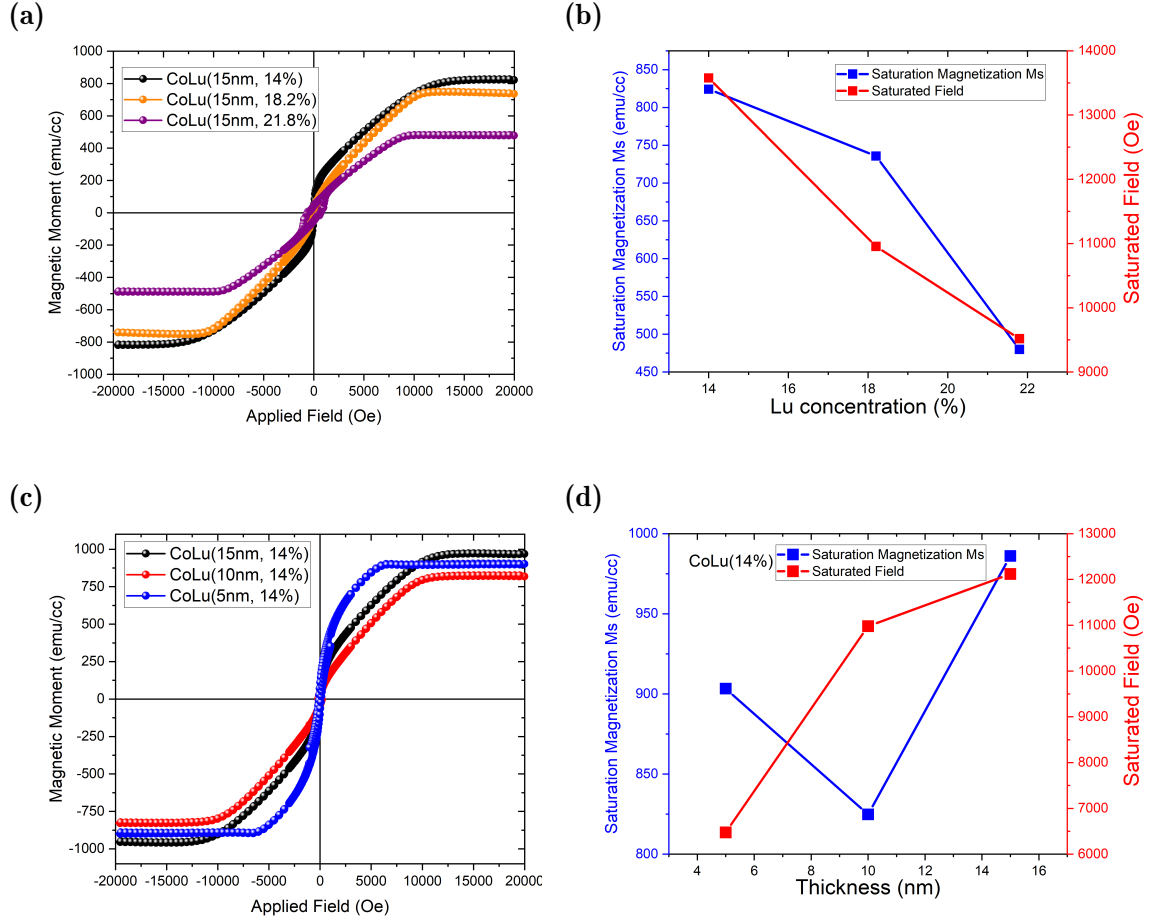 (a)
1000
800
600
400
200
0
-200
-400
-600
-800
-1000
Magnetic Moment (emu/cc)
CoLu(15nm, 14%)
CoLu(15nm, 18.2%)
CoLu(15nm, 21.8%)
-20000 -15000 -10000 -5000 0 5000 10000 15000 20000
Applied Field (Oe)
(b)
850
800
750
700
650
600
550
500
450
Saturation Magnetization Ms (emu/cc)
Saturation Magnetization Ms
Saturated Field
14000
13000
12000
11000
10000
9000
Saturated Field (Oe)
14 16 18 20 22
Lu concentration (%)
(c)
1000
750
500
250
0
-250
-500
-750
-1000
Magnetic Moment (emu/cc)
CoLu(15nm, 14%)
CoLu(10nm, 14%)
CoLu(5nm, 14%)
-20000 -15000 -10000 -5000 0 5000 10000 15000 20000
Applied Field (Oe)
(d)
1000
950
900
850
800
Saturation Magnetization Ms (emu/cc)
CoLu(14%)
Saturation Magnetization Ms
Saturated Field
13000
12000
11000
10000
9000
8000
7000
6000
Saturated Field (Oe)
4 6 8 10 12 14 16
Thickness (nm)